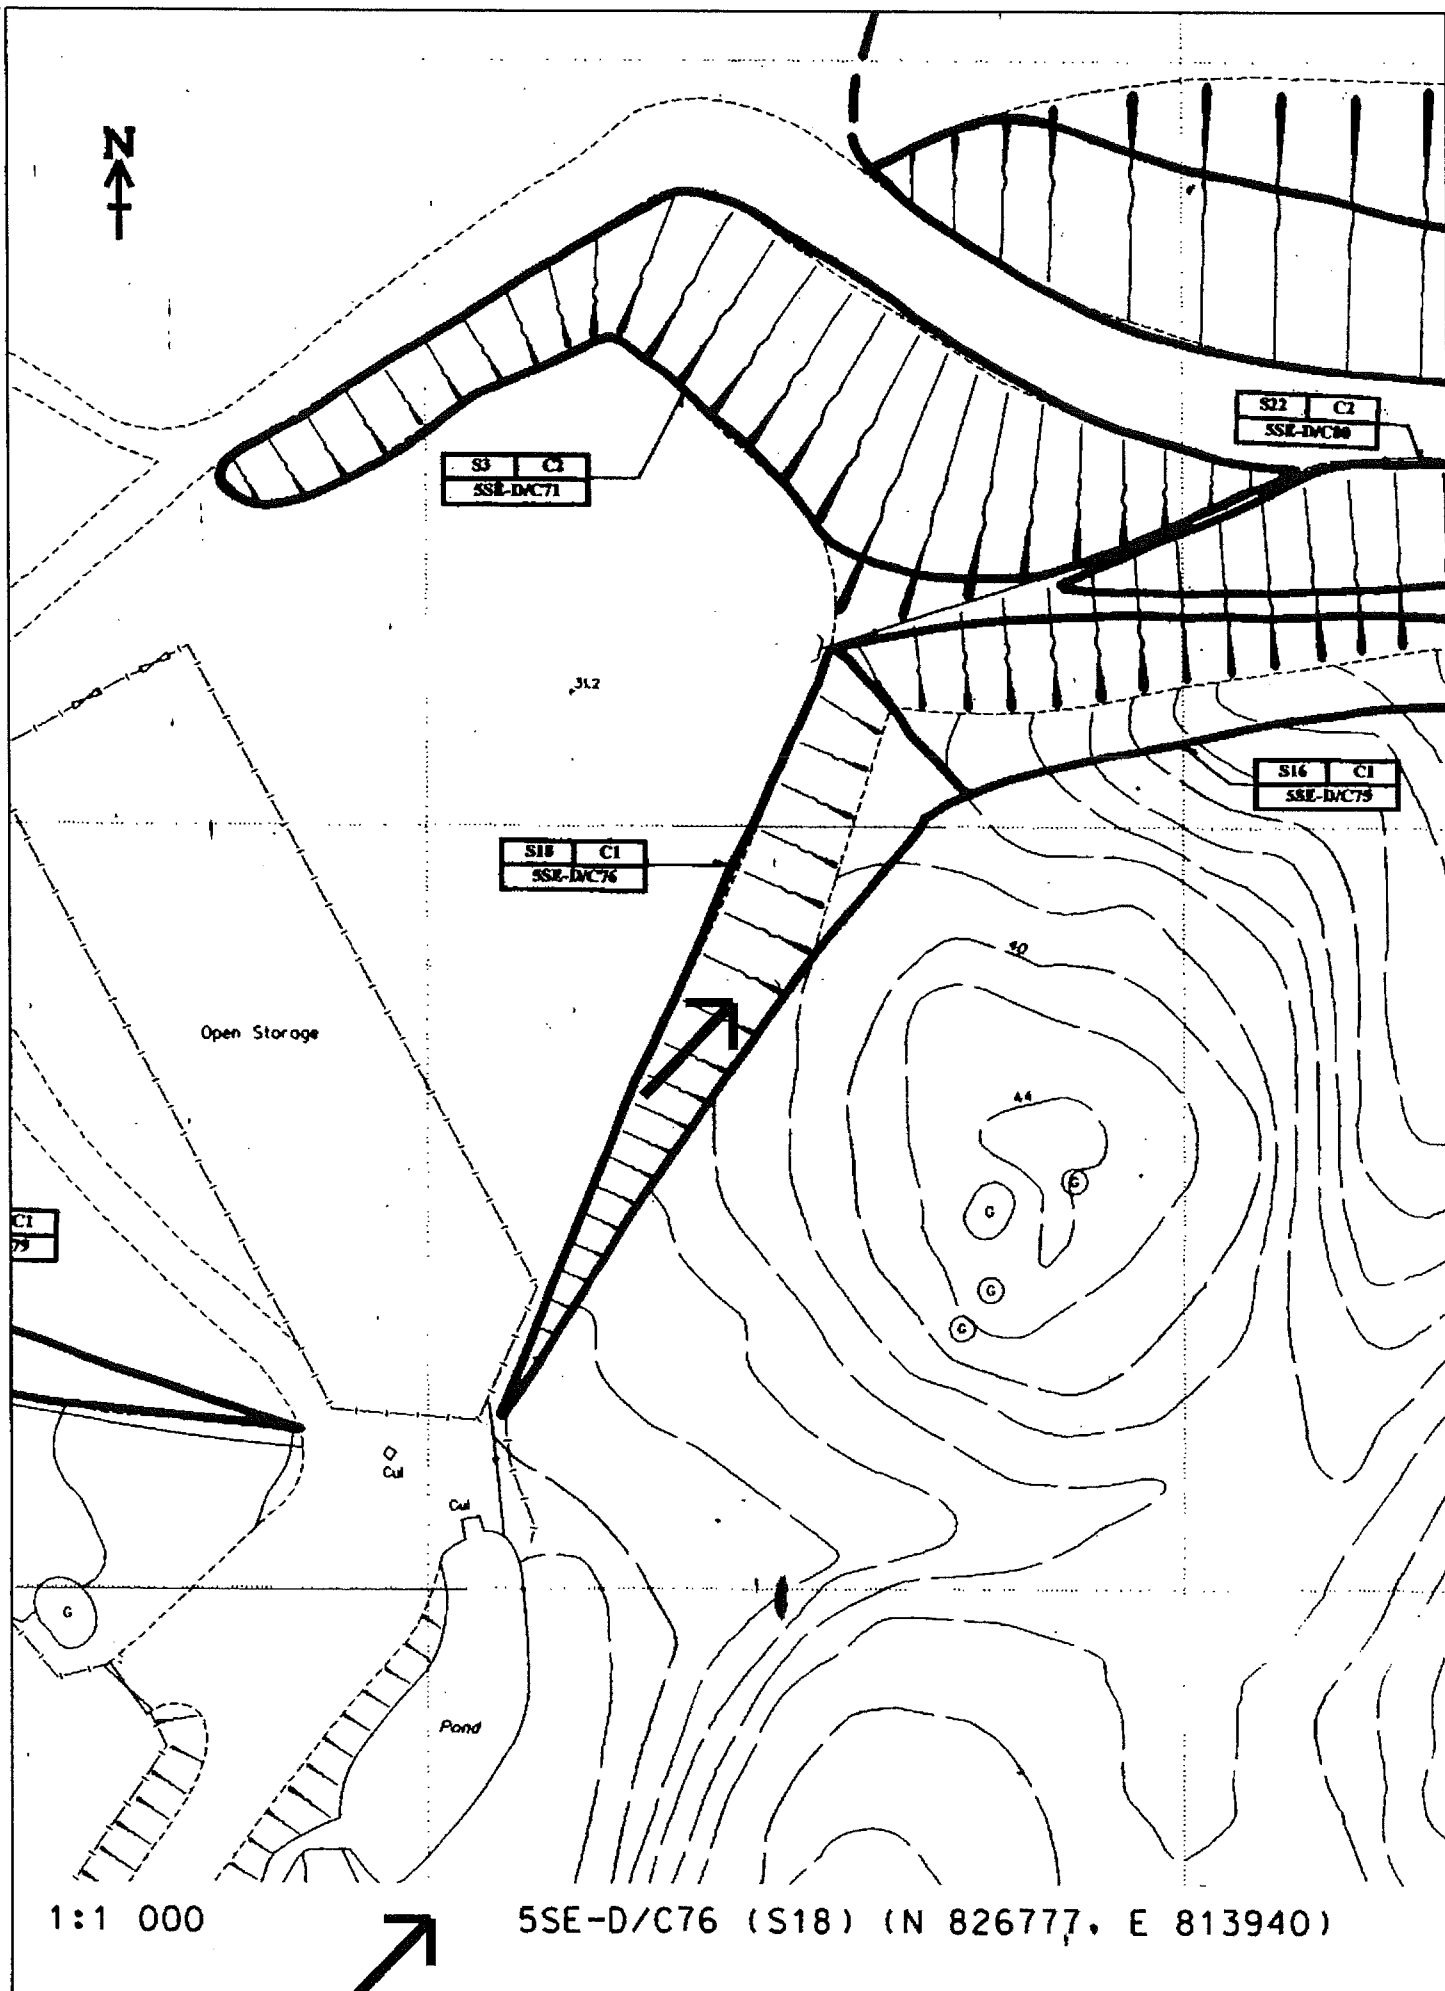 N
S22 C2
5SE-D/C80
S3 C2
5SE-D/C71
31.2
S16 C1
5SE-D/C75
S18 C1
5SE-D/C76
40
Open Storage
44
G
G
C1
79
G
G
Cul
Cul
G
Pond
1:1 000
5SE-D/C76 (S18) (N 826777, E 813940)